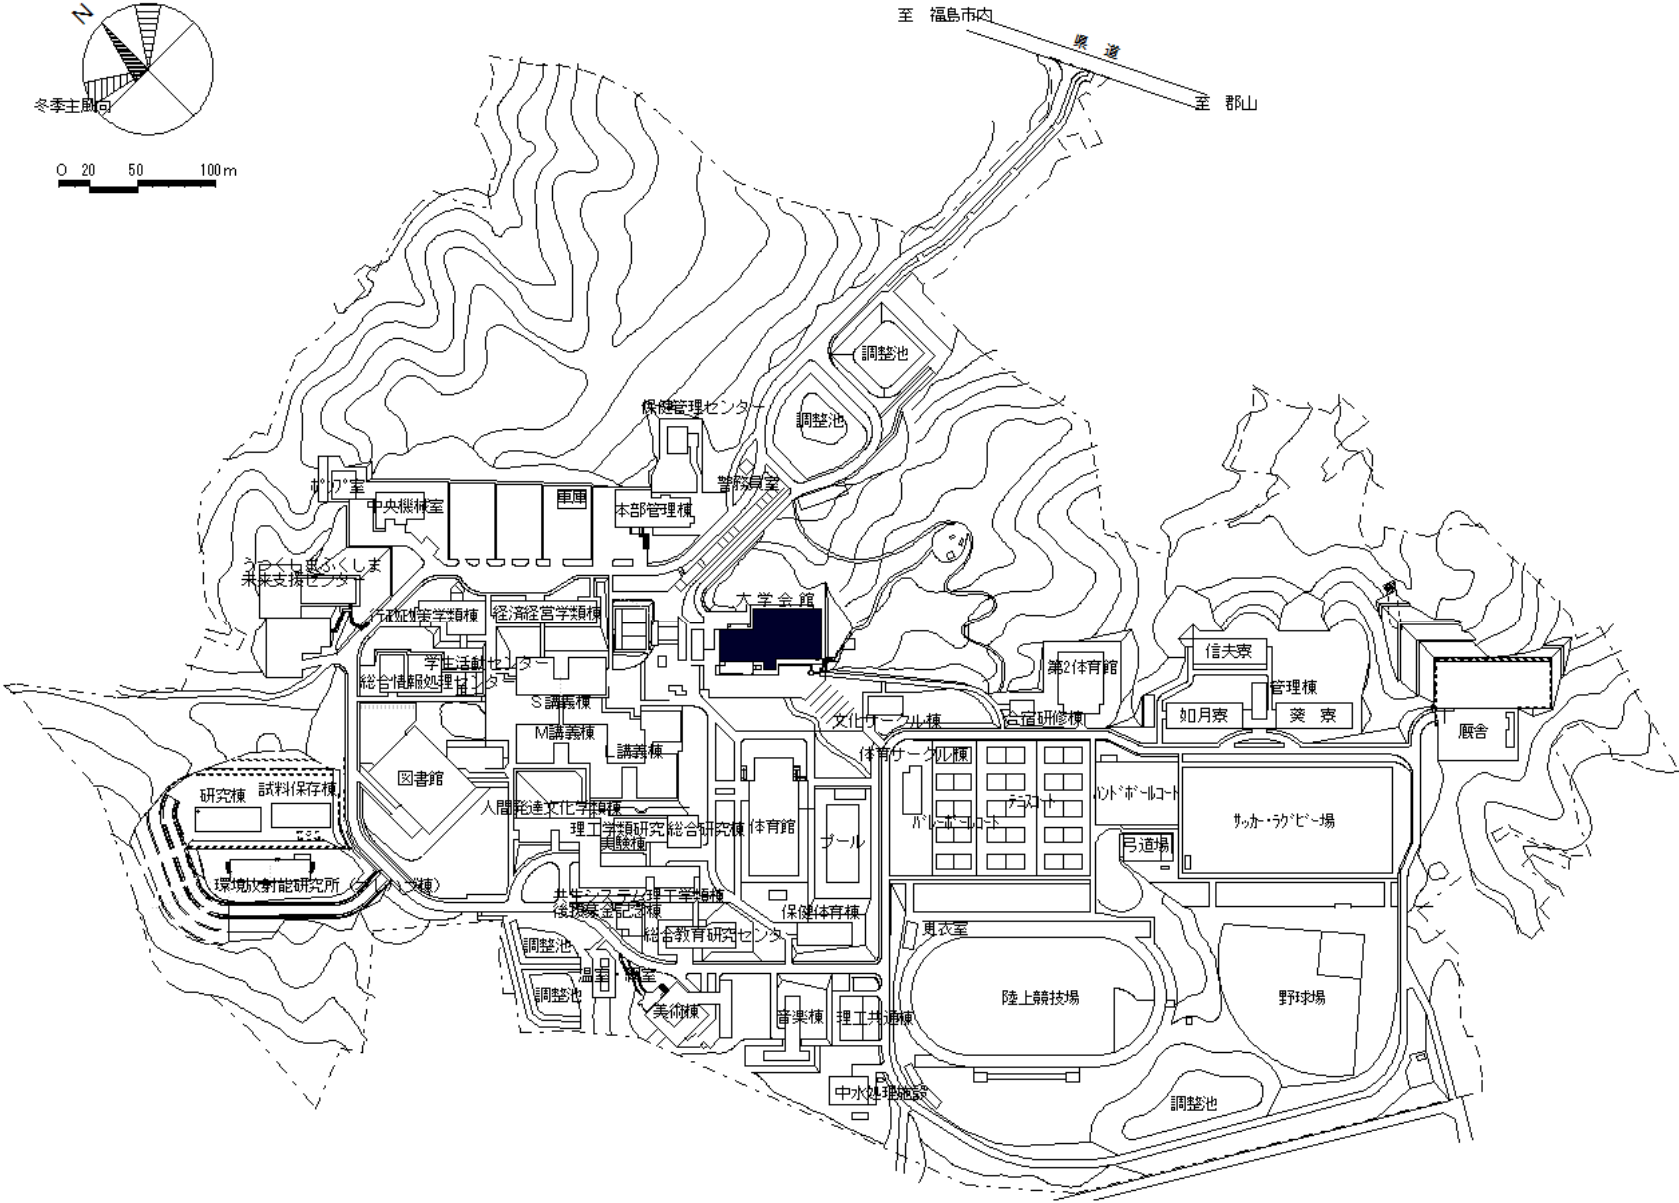 至 福島市内
N
県道
冬季主風向
至 郡山
0 20 50 100m
調整池
保健管理センター
調整池
ポンプ室
警務員室
中央機械室
車庫
本部管理棟
うつくしまふくしま
未来支援センター
大学会館
行政政策学類棟
経済経営学類棟
学生活動センター
総合情報処理センター
信夫寮
第2体育館
管理棟
S講義棟
文化サークル棟
合宿研修棟
如月寮
葵 寮
M講義棟
L講義棟
体育サークル棟
厩舎
図書館
研究棟
試料保存棟
人間発達文化学類棟
テニスコート
ハンドボールコート
バレーボールコート
サッカー・ラグビー場
理工学類研究
実験棟
総合研究棟
体育館
プール
弓道場
環境放射能研究所
共生システム理工学類棟
後援募金記念棟
保健体育棟
総合教育研究センター
更衣室
調整池
温室・網室
調整池
美術棟
音楽棟
理工共通棟
陸上競技場
野球場
中水処理施設
調整池